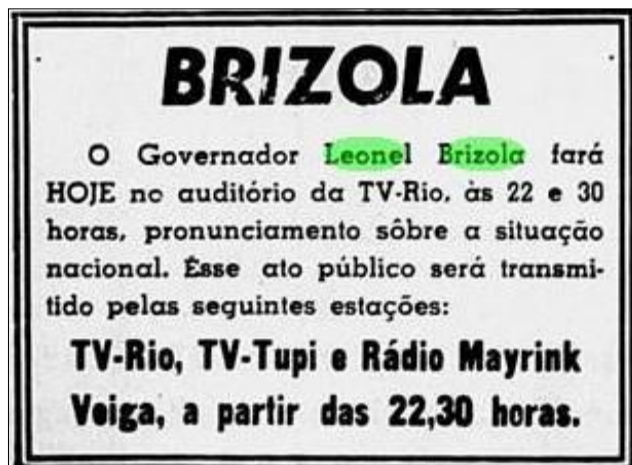 BRIZOLA
O Governador Leonel Brizola fará
HOJE no auditório da TV-Rio, às 22 e 30
horas, pronunciamento sôbre a situação
nacional. Êsse ato público será transmi-
tido pelas seguintes estações:
TV-Rio, TV-Tupi e Rádio Mayrink
Veiga, a partir das 22,30 horas.